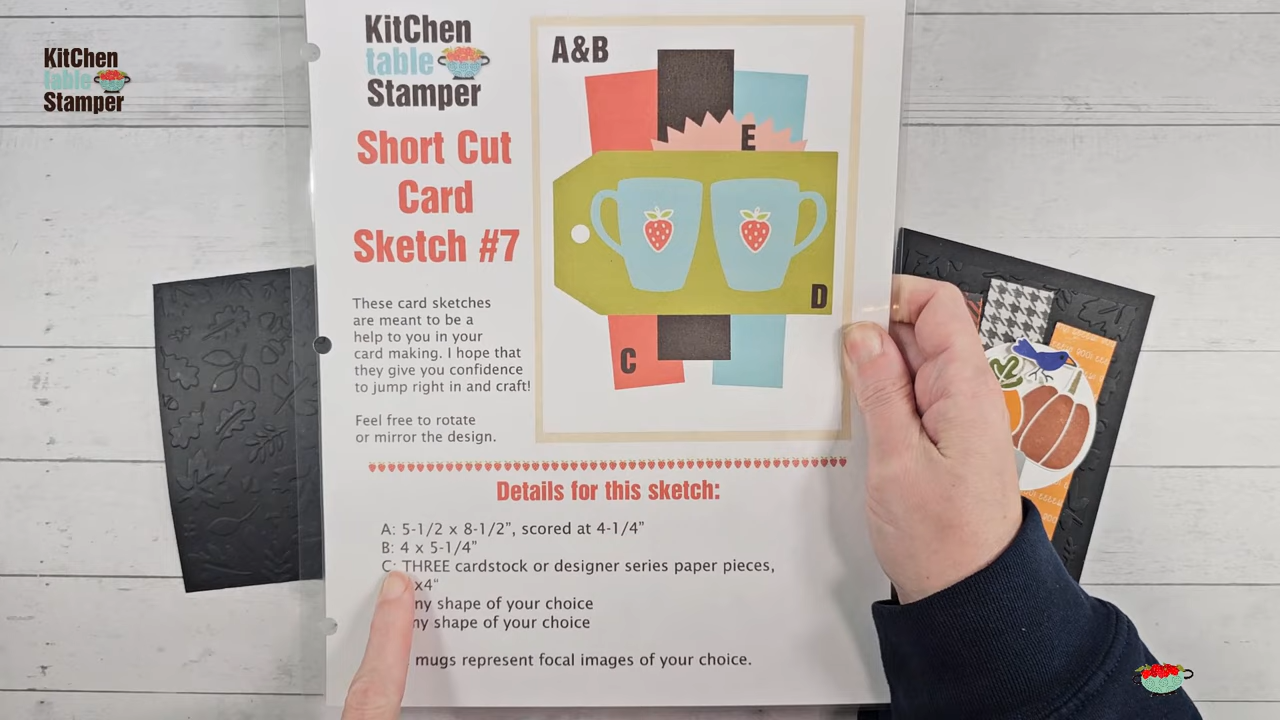 KitChen
table
Stamper
KitChen
table
Stamper
Short Cut
Card
Sketch #7
These card sketches
are meant to be a
help to you in your
card making. I hope that
they give you confidence
to jump right in and craft!
Feel free to rotate
or mirror the design.
A&B
E
D
C
Details for this sketch:
A: 5-1/2 x 8-1/2”, scored at 4-1/4”
B: 4 x 5-1/4”
C: THREE cardstock or designer series paper pieces,
x4“
ny shape of your choice
ny shape of your choice
mugs represent focal images of your choice.